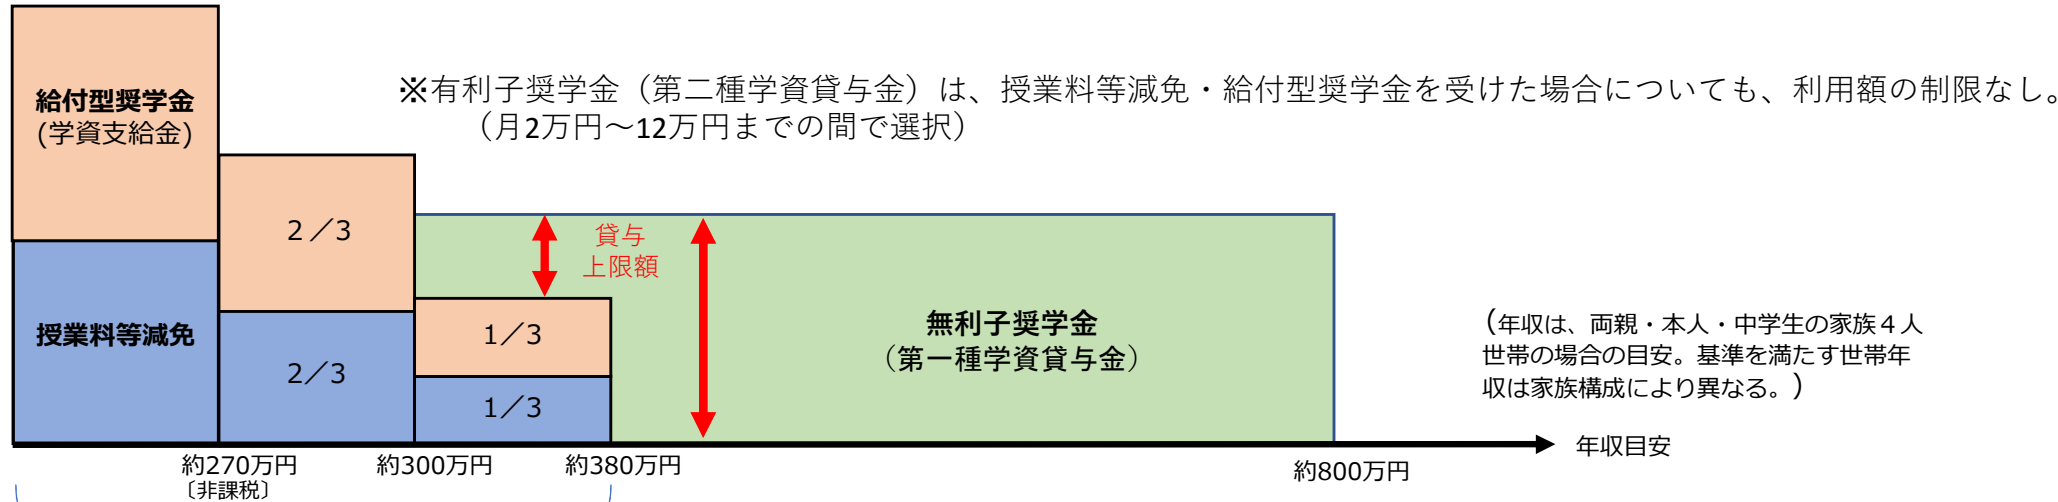 給付型奨学金
(学資支給金)
※有利子奨学金（第二種学資貸与金）は、授業料等減免・給付型奨学金を受けた場合についても、利用額の制限なし。
（月2万円～12万円までの間で選択）
2／3
貸与
上限額
授業料等減免
2／3
1／3
1／3
無利子奨学金
（第一種学資貸与金）
(年収は、両親・本人・中学生の家族４人
世帯の場合の目安。基準を満たす世帯年
収は家族構成により異なる。)
年収目安
約270万円
〔非課税〕
約300万円
約380万円
約800万円